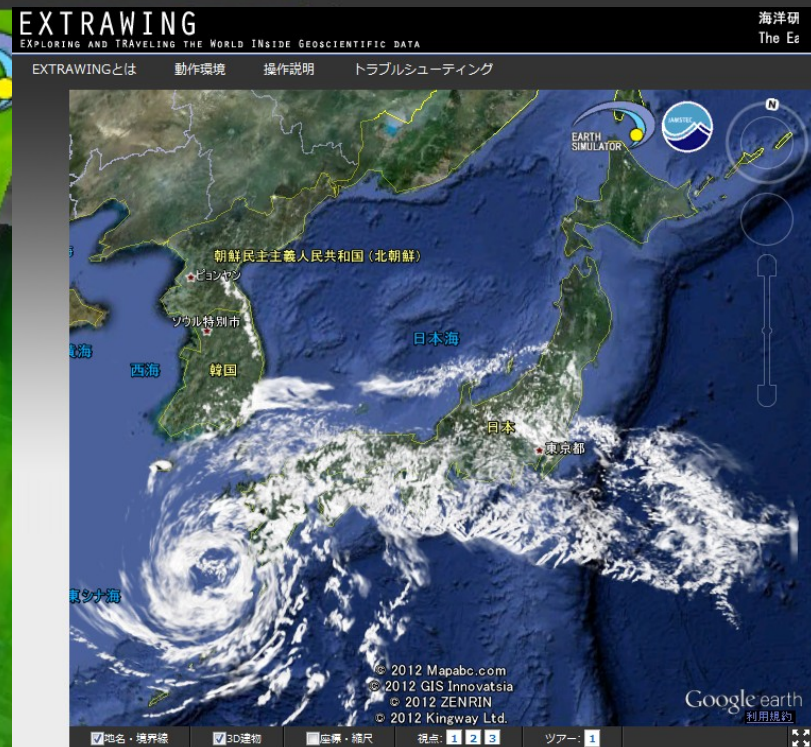 EXTRAWING
EXPLORING AND TRAVELING THE WORLD INSIDE GEOSCIENTIFIC DATA
海洋研
The Ea
EXTRAWINGとは 動作環境 操作説明 トラブルシューティング
N
EARTH
SIMULATOR
JAMSTEC
朝鮮民主主義人民共和国（北朝鮮）
ピョンヤン
ソウル特別市
日本海
黄海
西海
韓国
日本
東京都
東シナ海
© 2012 Mapabc.com
© 2012 GIS Innovatsia
© 2012 ZENRIN
© 2012 Kingway Ltd.
Google earth
利用規約
地名・境界線 3D建物 座標・縮尺 視点: 1 2 3 ツアー: 1